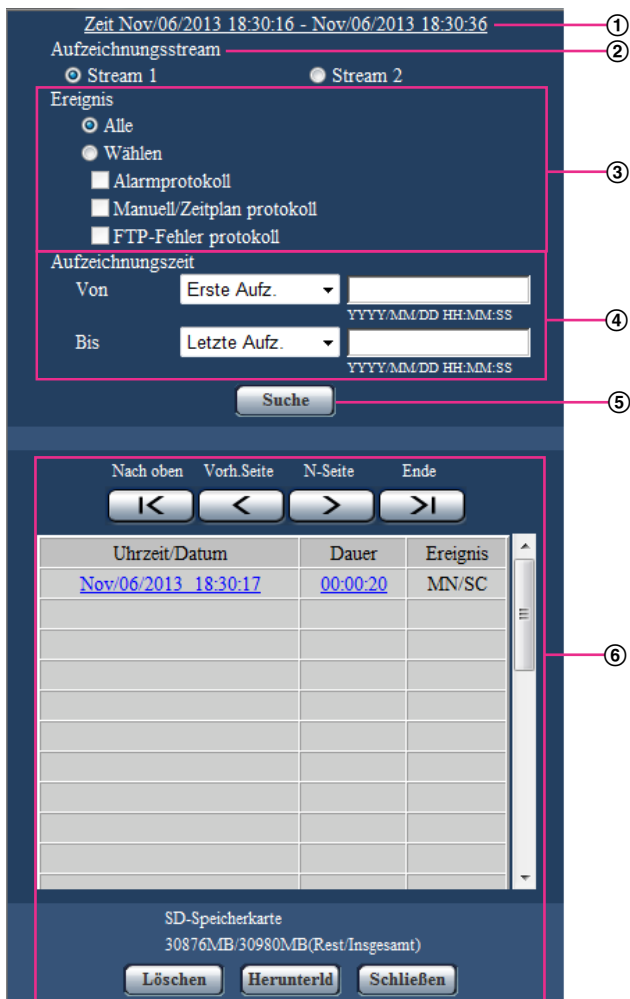 Zeit Nov/06/2013 18:30:16 - Nov/06/2013 18:30:36 ①
Aufzeichnungsstream ②
Stream 1 Stream 2
Ereignis
Alle
Wählen
③
Alarmprotokoll
Manuell/Zeitplan protokoll
FTP-Fehler protokoll
Aufzeichnungszeit
Von Erste Aufz.
YYYY/MM/DD HH:MM:SS
④
Bis Letzte Aufz.
YYYY/MM/DD HH:MM:SS
Suche ⑤
Nach oben Vorh.Seite N-Seite Ende
Uhrzeit/Datum Dauer Ereignis
Nov/06/2013 18:30:17 00:00:20 MN/SC
⑥
SD-Speicherkarte
30876MB/30980MB(Rest/Insgesamt)
Löschen Herunterld Schließen